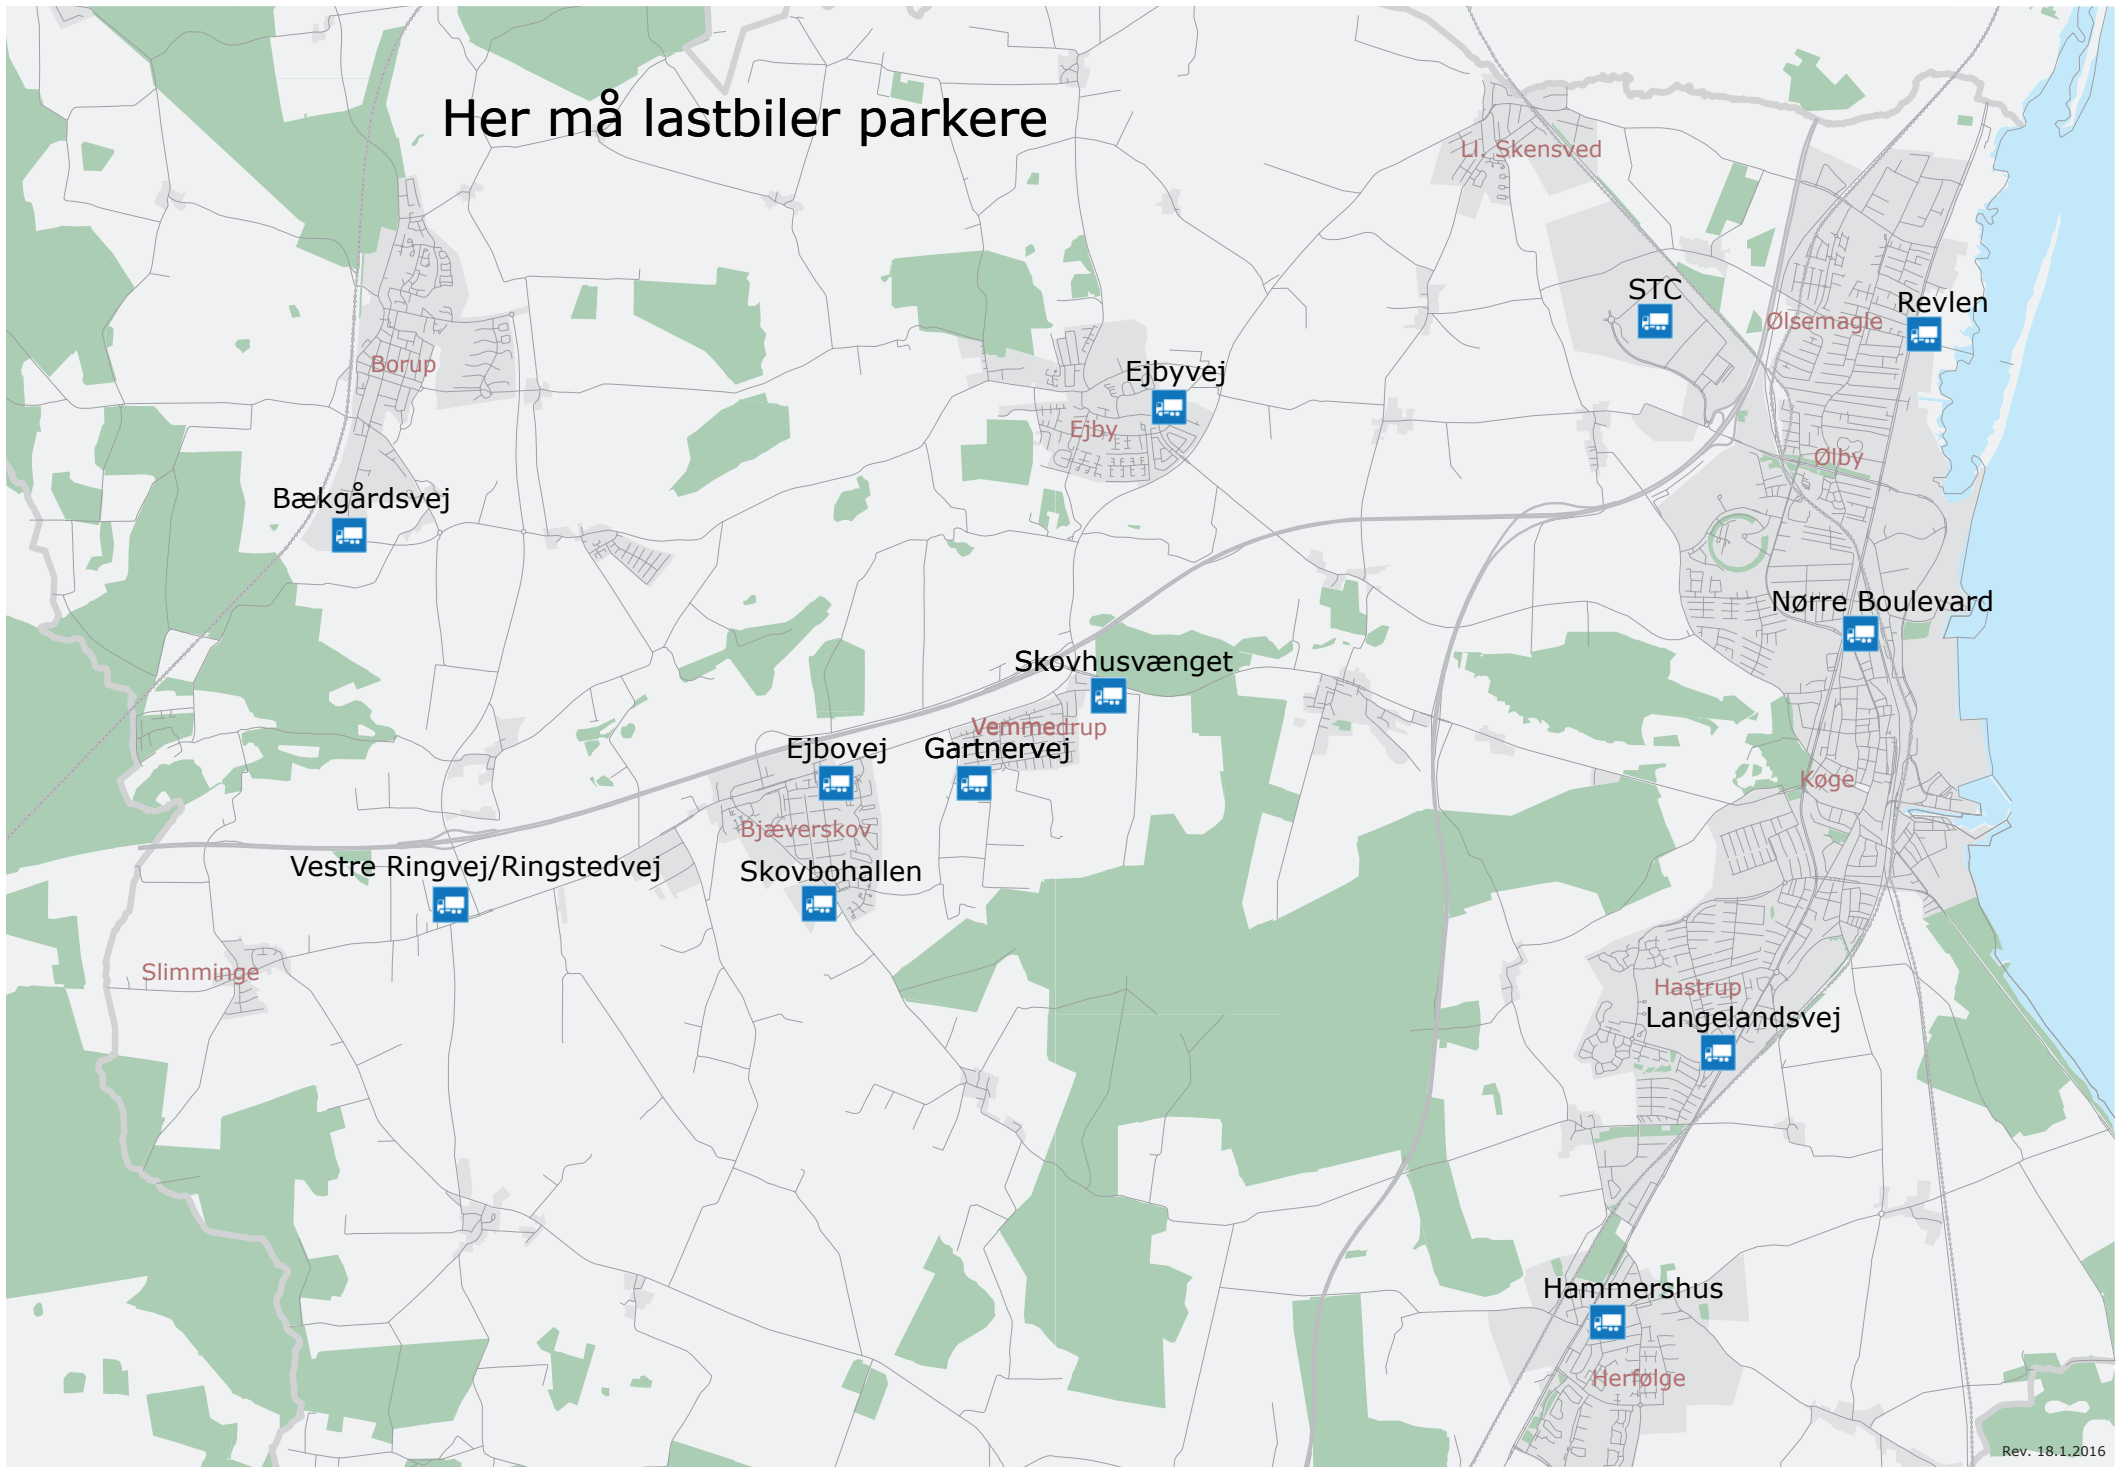 Her må lastbiler parkere
Ll. Skensved
STC
Revlen
Ølsemagle
Borup
Ejbyvej
Ejby
Ølby
Bækgårdsvej
Nørre Boulevard
Skovhusvænget
Vemmedrup
Ejbovej
Gartnervej
Køge
Bjæverskov
Vestre Ringvej/Ringstedvej
Skovbohallen
Slimminge
Hastrup
Langelandsvej
Hammershus
Herfølge
Rev. 18.1.2016